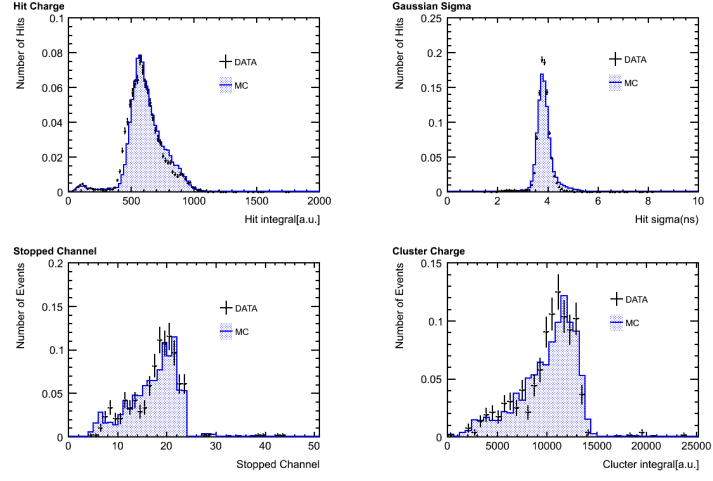 Hit Charge
Number of Hits
0.1
0.08
0.06
0.04
0.02
0
DATA
MC
0 500 1000 1500 2000
Hit integral[a.u.]
Gaussian Sigma
Number of Hits
0.25
0.2
0.15
0.1
0.05
0
DATA
MC
0 2 4 6 8 10
Hit sigma(ns)
Stopped Channel
Number of Events
0.2
0.15
0.1
0.05
0
DATA
MC
0 10 20 30 40 50
Stopped Channel
Cluster Charge
Number of Events
0.15
0.1
0.05
0
DATA
MC
0 5000 10000 15000 20000 25000
Clucter integral[a.u.]